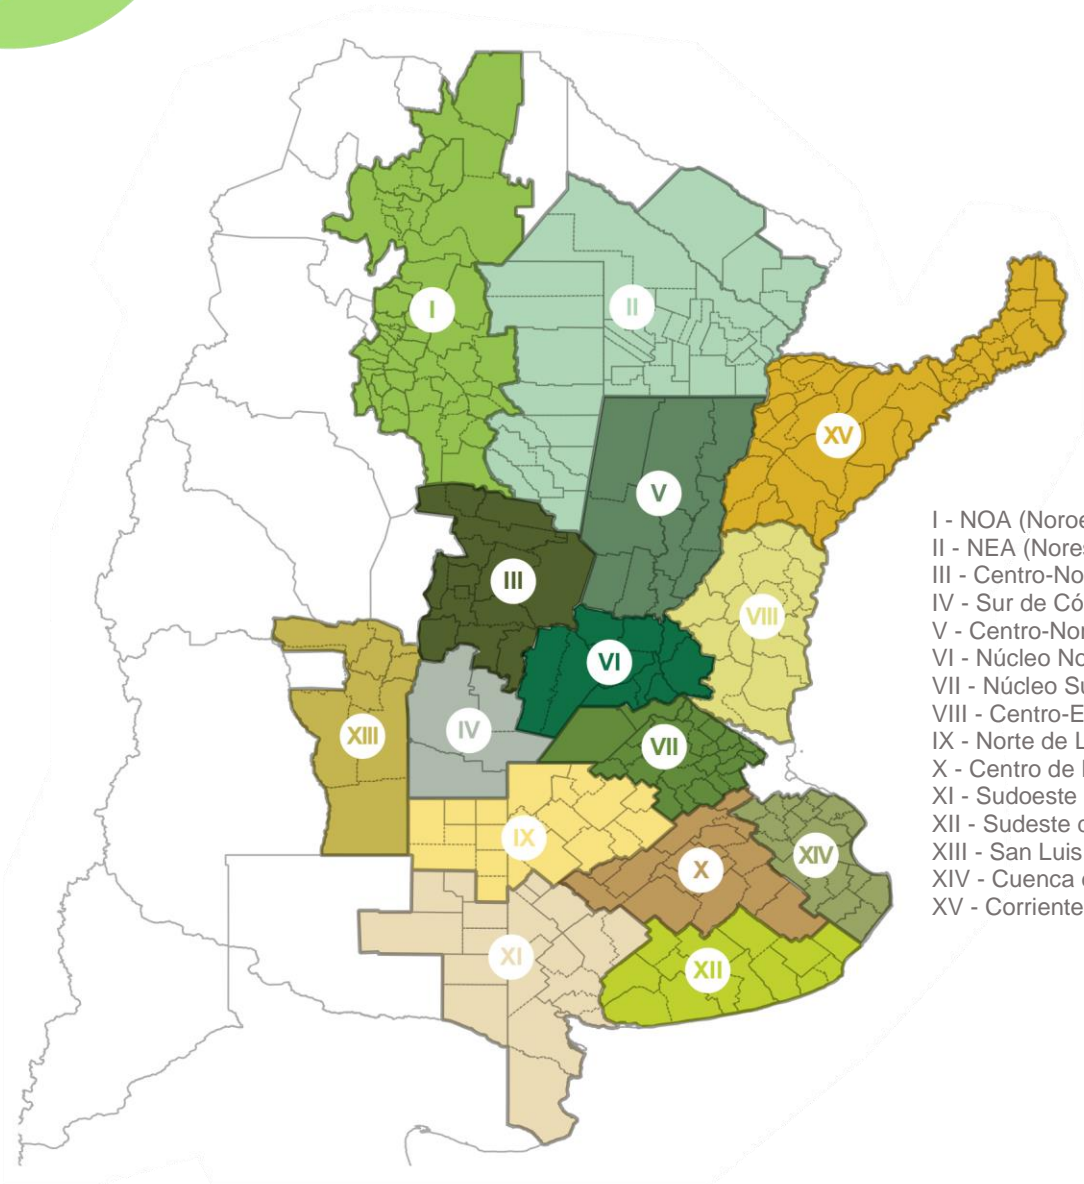 I
II
XV
V
III
VIII
VI
IV
XIII
VII
IX
XIV
X
XI
XII
I - NOA (Noroe
II - NEA (Nores
III - Centro-No
IV - Sur de Có
V - Centro-Nor
VI - Núcleo No
VII - Núcleo Su
VIII - Centro-E
IX - Norte de L
X - Centro de
XI - Sudoeste
XII - Sudeste
XIII - San Luis
XIV - Cuenca
XV - Corriente